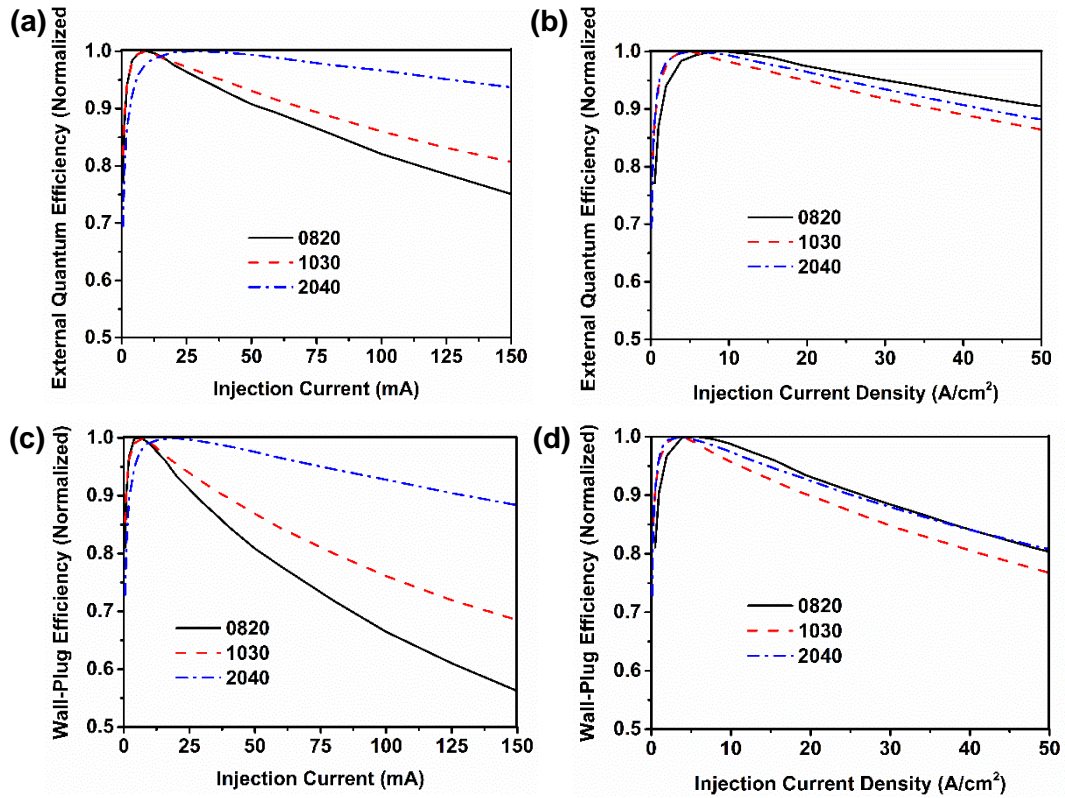 (a)
External Quantum Efficiency (Normalized)
1.0
0.9
0.8
0.7
0.6
0.5
0820
1030
2040
0 25 50 75 100 125 150
Injection Current (mA)
(b)
External Quantum Efficiency (Normalized)
1.0
0.9
0.8
0.7
0.6
0.5
0820
1030
2040
0 10 20 30 40 50
Injection Current Density (A/cm²)
(c)
Wall-Plug Efficiency (Normalized)
1.0
0.9
0.8
0.7
0.6
0.5
0820
1030
2040
0 25 50 75 100 125 150
Injection Current (mA)
(d)
Wall-Plug Efficiency (Normalized)
1.0
0.9
0.8
0.7
0.6
0.5
0820
1030
2040
0 10 20 30 40 50
Injection Current Density (A/cm²)